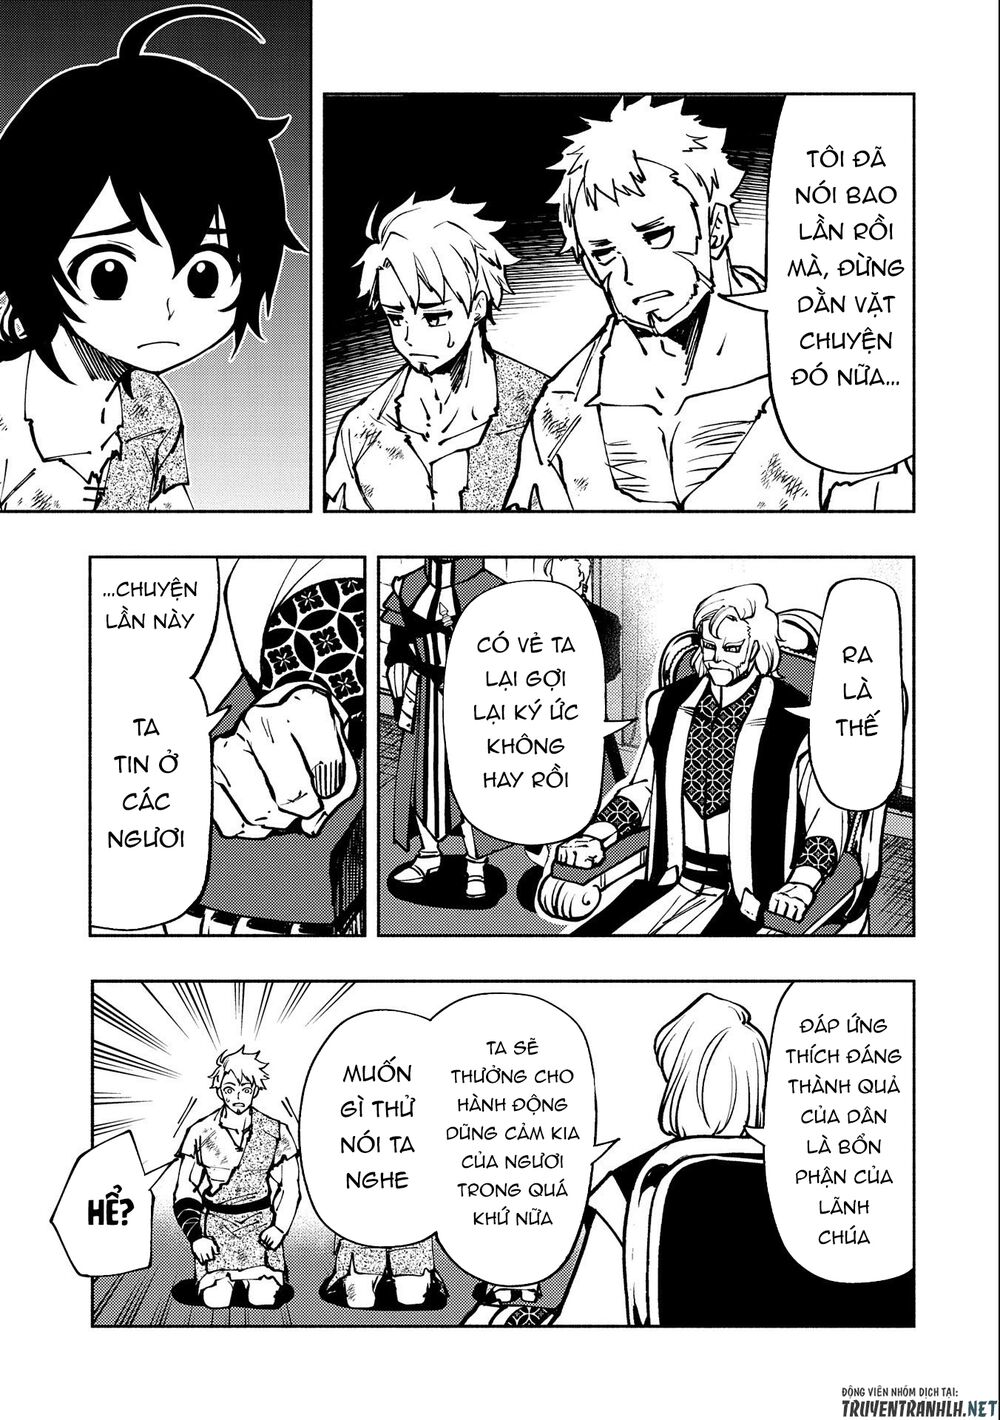 TÔI ĐÃ
NÓI BAO
LẦN RỒI
MÀ, ĐỪNG
DẰN VẶT
CHUYỆN
ĐÓ NỮA...
RA
LÀ
THẾ
CÓ VẺ TA
LẠI GỢI
LẠI KÝ ỨC
KHÔNG
HAY RỒI
...CHUYỆN
LẦN NÀY
TA
TIN Ở
CÁC
NGƯƠI
ĐÁP ỨNG
THÍCH ĐÁNG
THÀNH QUẢ
CỦA DÂN
LÀ BỔN
PHẬN CỦA
LÃNH
CHÚA
TA SẼ
THƯỞNG CHO
HÀNH ĐỘNG
DŨNG CẢM KIA
CỦA NGƯƠI
TRONG QUÁ
KHỨ NỮA
MUỐN
GÌ THỬ
NÓI TA
NGHE
HỂ?
ĐỘNG VIÊN NHÓM DỊCH TẠI:
TRUYENTRANHLH.NET